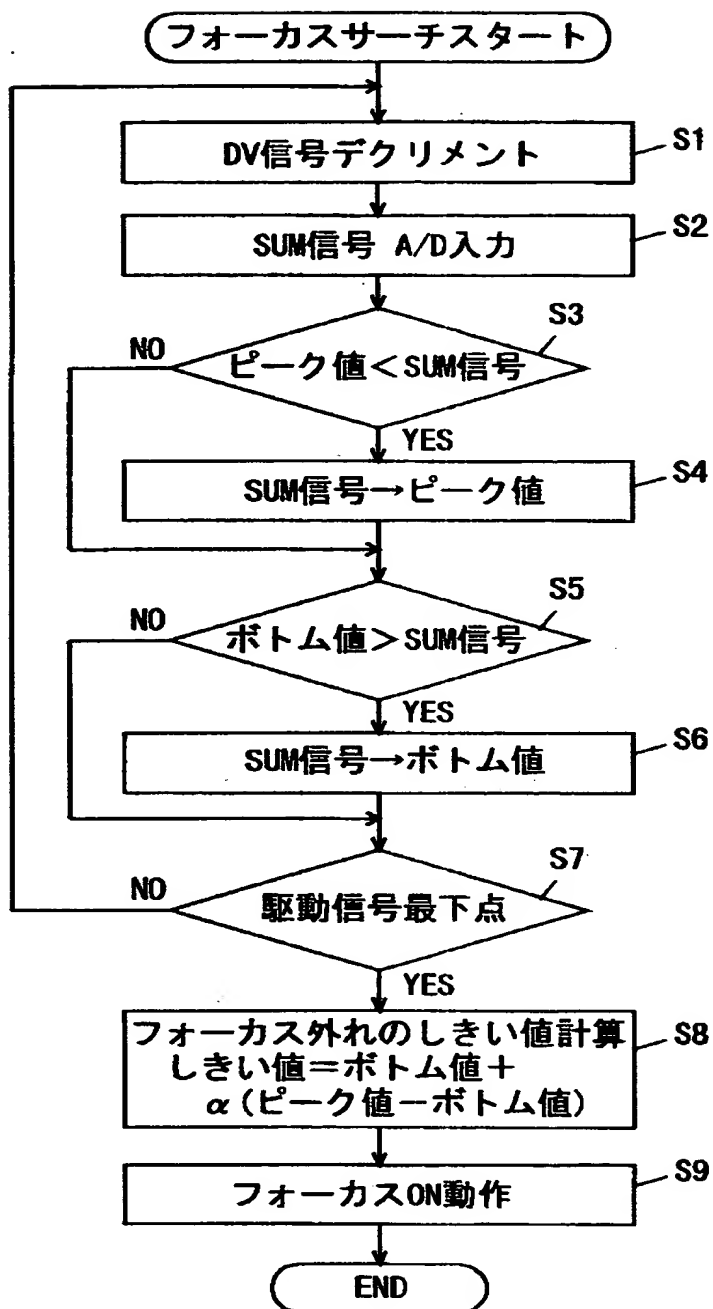 フォーカスサーチスタート
DV信号デクリメント
S1
SUM信号 A/D入力
S2
ピーク値<SUM信号
S3
NO
YES
SUM信号→ピーク値
S4
ボトム値>SUM信号
S5
NO
YES
SUM信号→ボトム値
S6
駆動信号最下点
S7
NO
YES
フォーカス外れのしきい値計算
しきい値=ボトム値+
α(ピーク値-ボトム値)
S8
フォーカスON動作
S9
END